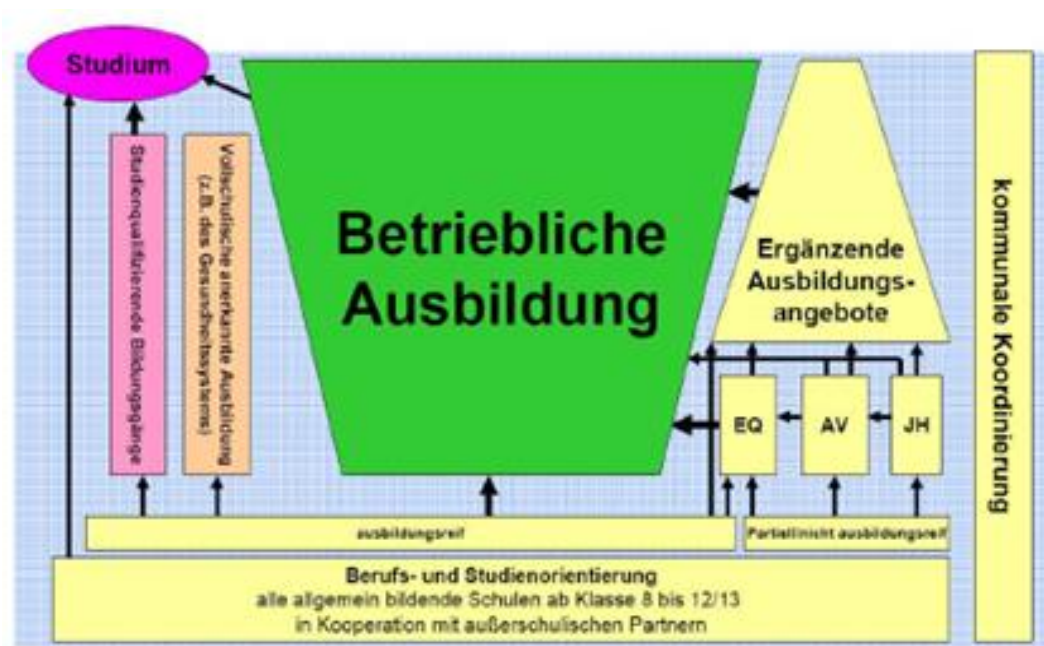 Studium
Studienqualifizierende Bildungsgänge
Vollschulische anerkannte Ausbildung
(z.B. des Gesundheitssystems)
Betriebliche
Ausbildung
Ergänzende
Ausbildungs-
angebote
EQ
AV
JH
kommunale Koordinierung
ausbildungsreif
Partiell/nicht ausbildungsreif
Berufs- und Studienorientierung
alle allgemein bildende Schulen ab Klasse 8 bis 12/13
in Kooperation mit außerschulischen Partnern